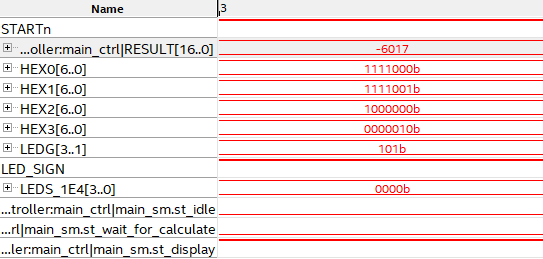 Name 3
STARTn
...oller:main_ctrl|RESULT[16..0] -6017
HEX0[6..0] 1111000b
HEX1[6..0] 1111001b
HEX2[6..0] 1000000b
HEX3[6..0] 0000010b
LEDG[3..1] 101b
LED_SIGN
LEDS_1E4[3..0] 0000b
...troller:main_ctrl|main_sm.st_idle
...rl|main_sm.st_wait_for_calculate
...ler:main_ctrl|main_sm.st_display